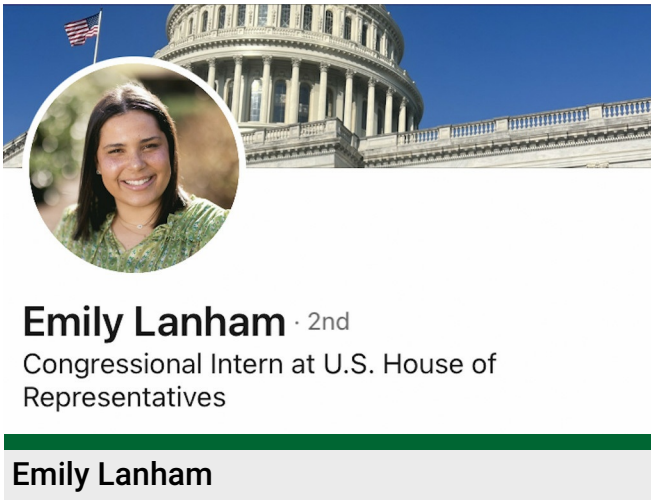 Emily Lanham · 2nd
Congressional Intern at U.S. House of
Representatives
Emily Lanham